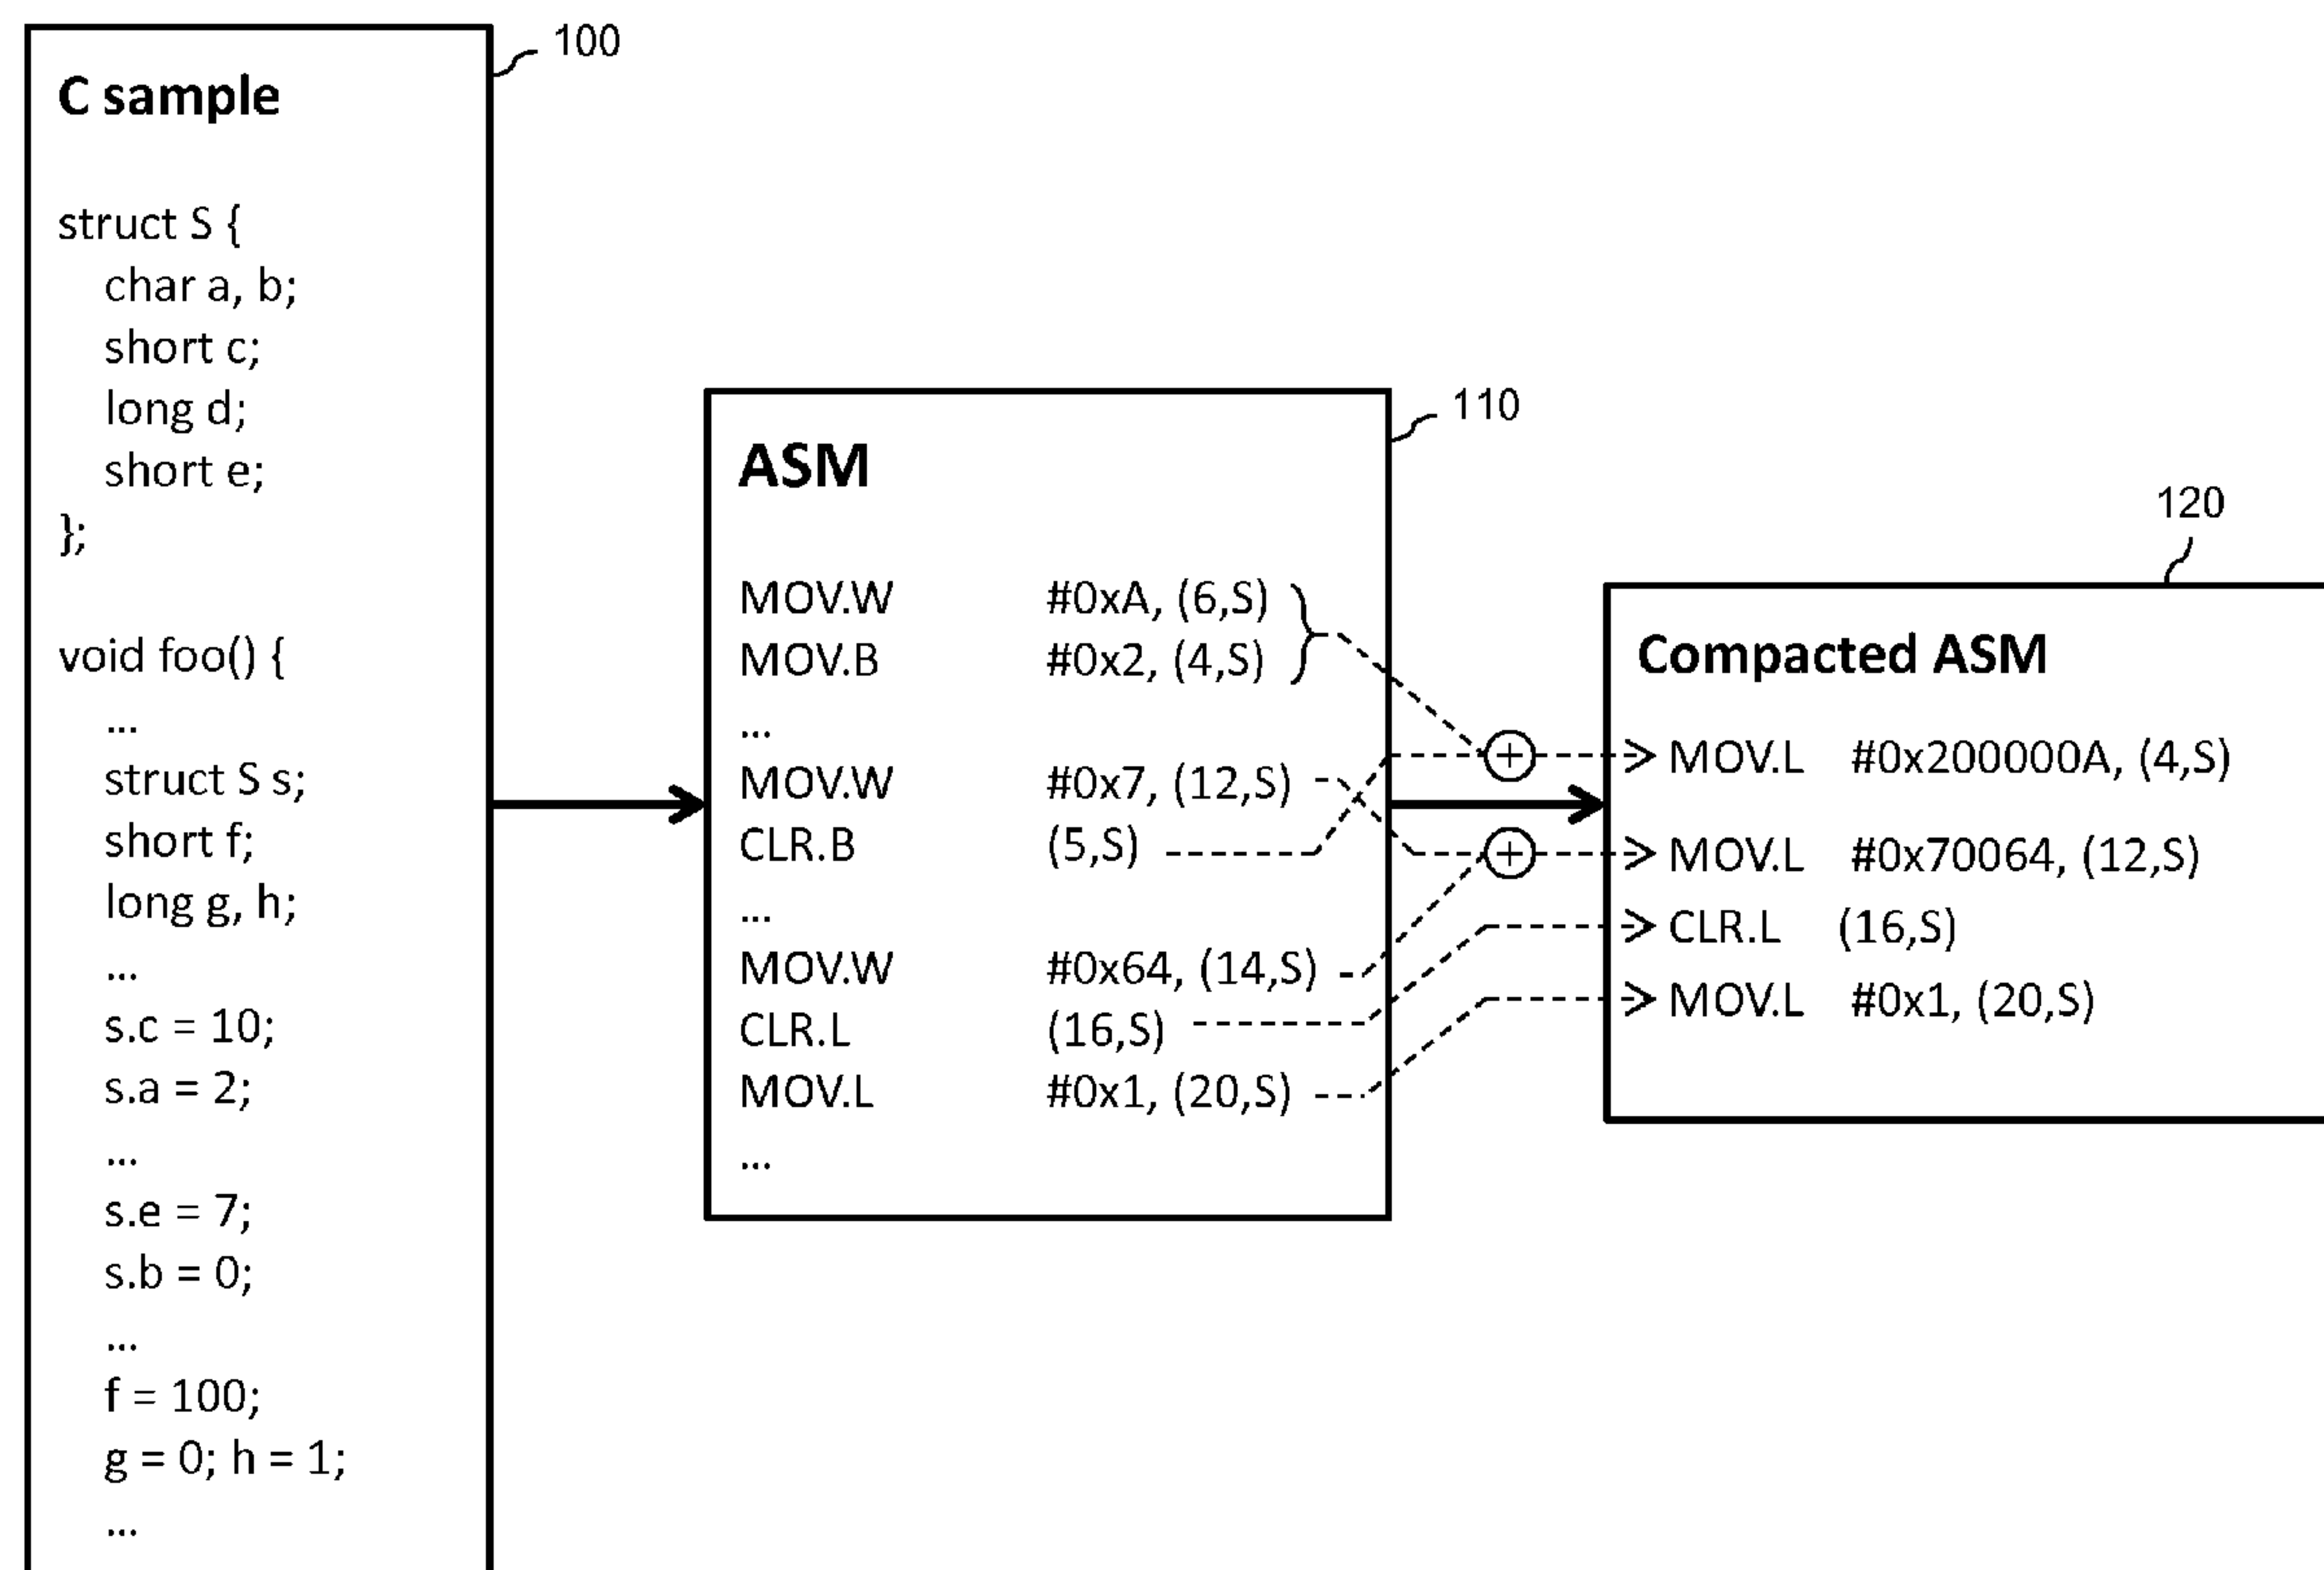 100
C sample
struct S {
char a, b;
short c;
long d;
short e;
};
void foo() {
...
struct S s;
short f;
long g, h;
...
s.c = 10;
s.a = 2;
...
s.e = 7;
s.b = 0;
...
f = 100;
g = 0; h = 1;
...
110
ASM
MOV.W #0xA, (6,S)
MOV.B #0x2, (4,S)
...
MOV.W #0x7, (12,S)
CLR.B (5,S)
...
MOV.W #0x64, (14,S)
CLR.L (16,S)
MOV.L #0x1, (20,S)
...
+
+
120
Compacted ASM
MOV.L #0x200000A, (4,S)
MOV.L #0x70064, (12,S)
CLR.L (16,S)
MOV.L #0x1, (20,S)